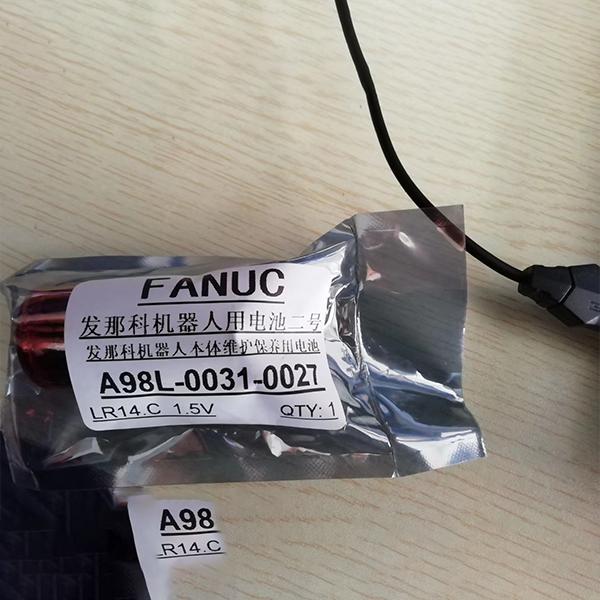 FANUC
发那科机器人用电池二号
发那科机器人本体维护保养用电池
A98L-0031-0027
LR14.C 1.5V QTY: 1
A98
LR14.C